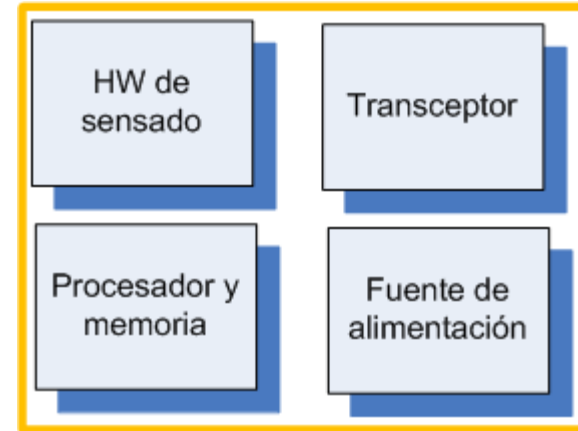 HW de
sensado
Transceptor
Procesador y
memoria
Fuente de
alimentación